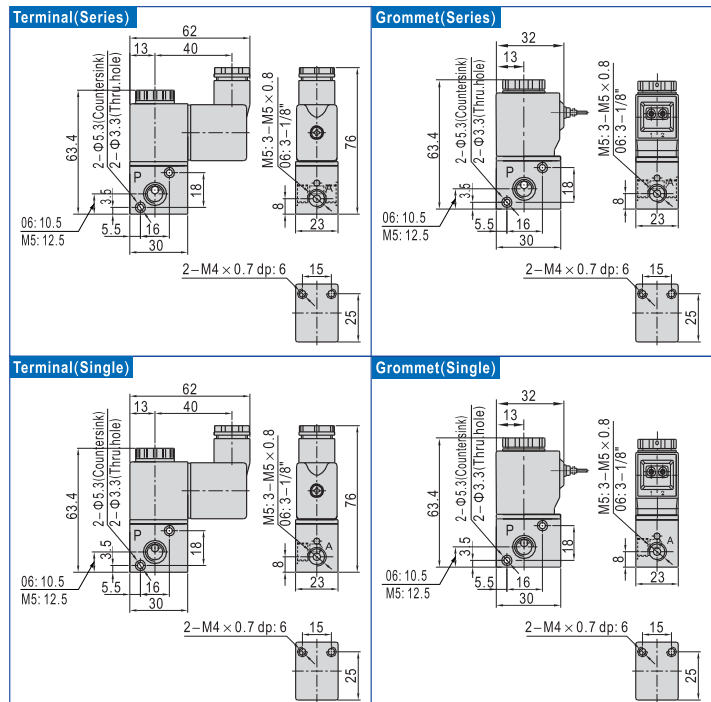 Terminal(Series)
62
13
40
2-Φ5.3(Countersink)
2-Φ3.3(Thru.hole)
63.4
P
3.5
18
06: 10.5
M5: 12.5
5.5
16
30
M5: 3-M5×0.8
06: 3-1/8"
76
A
8
23
2-M4×0.7 dp: 6
15
25
Grommet(Series)
32
13
2-Φ5.3(Countersink)
2-Φ3.3(Thru.hole)
63.4
P
3.5
18
06: 10.5
M5: 12.5
5.5
16
30
M5: 3-M5×0.8
06: 3-1/8"
1 2
A
8
23
2-M4×0.7 dp: 6
15
25
Terminal(Single)
62
13
40
2-Φ5.3(Countersink)
2-Φ3.3(Thru.hole)
63.4
P
3.5
18
06: 10.5
M5: 12.5
5.5
16
30
M5: 3-M5×0.8
06: 3-1/8"
76
A
8
23
2-M4×0.7 dp: 6
15
25
Grommet(Single)
32
13
2-Φ5.3(Countersink)
2-Φ3.3(Thru.hole)
63.4
P
3.5
18
06: 10.5
M5: 12.5
5.5
16
30
M5: 3-M5×0.8
06: 3-1/8"
1 2
A
8
23
2-M4×0.7 dp: 6
15
25